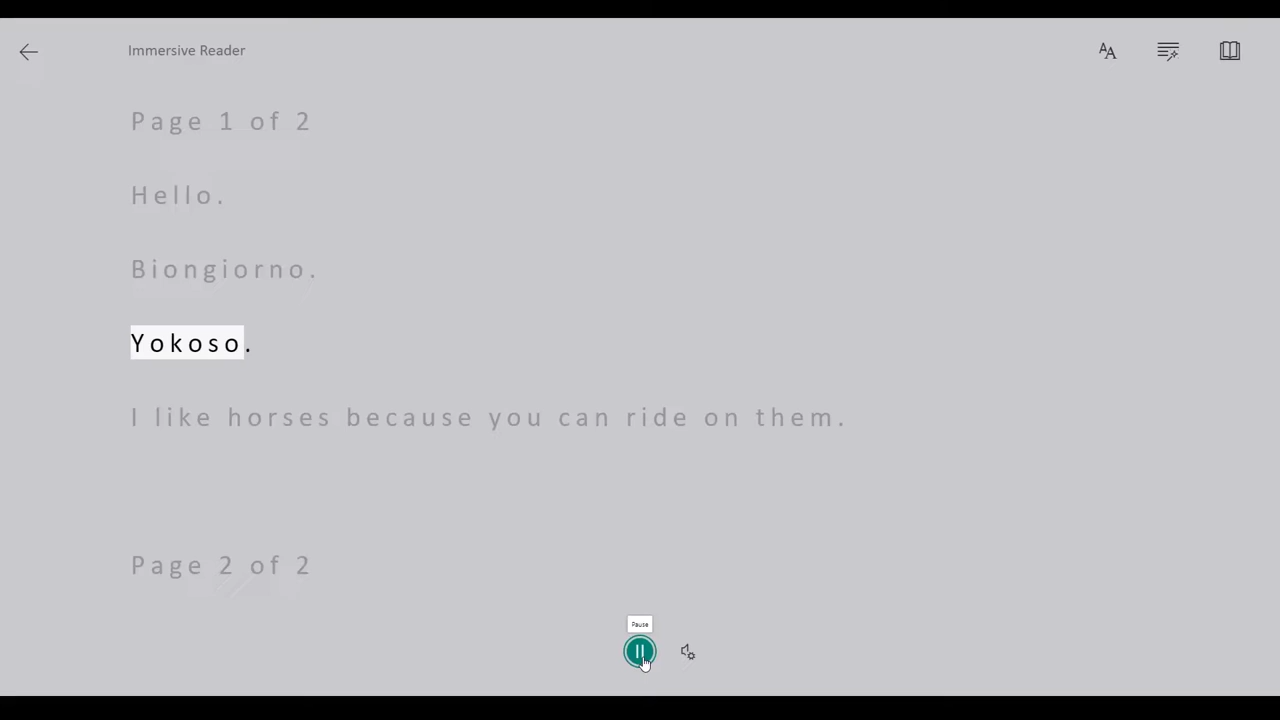 Immersive Reader
Page 1 of 2
Hello.
Biongiorno.
Yokoso.
I like horses because you can ride on them.
Page 2 of 2
Pause